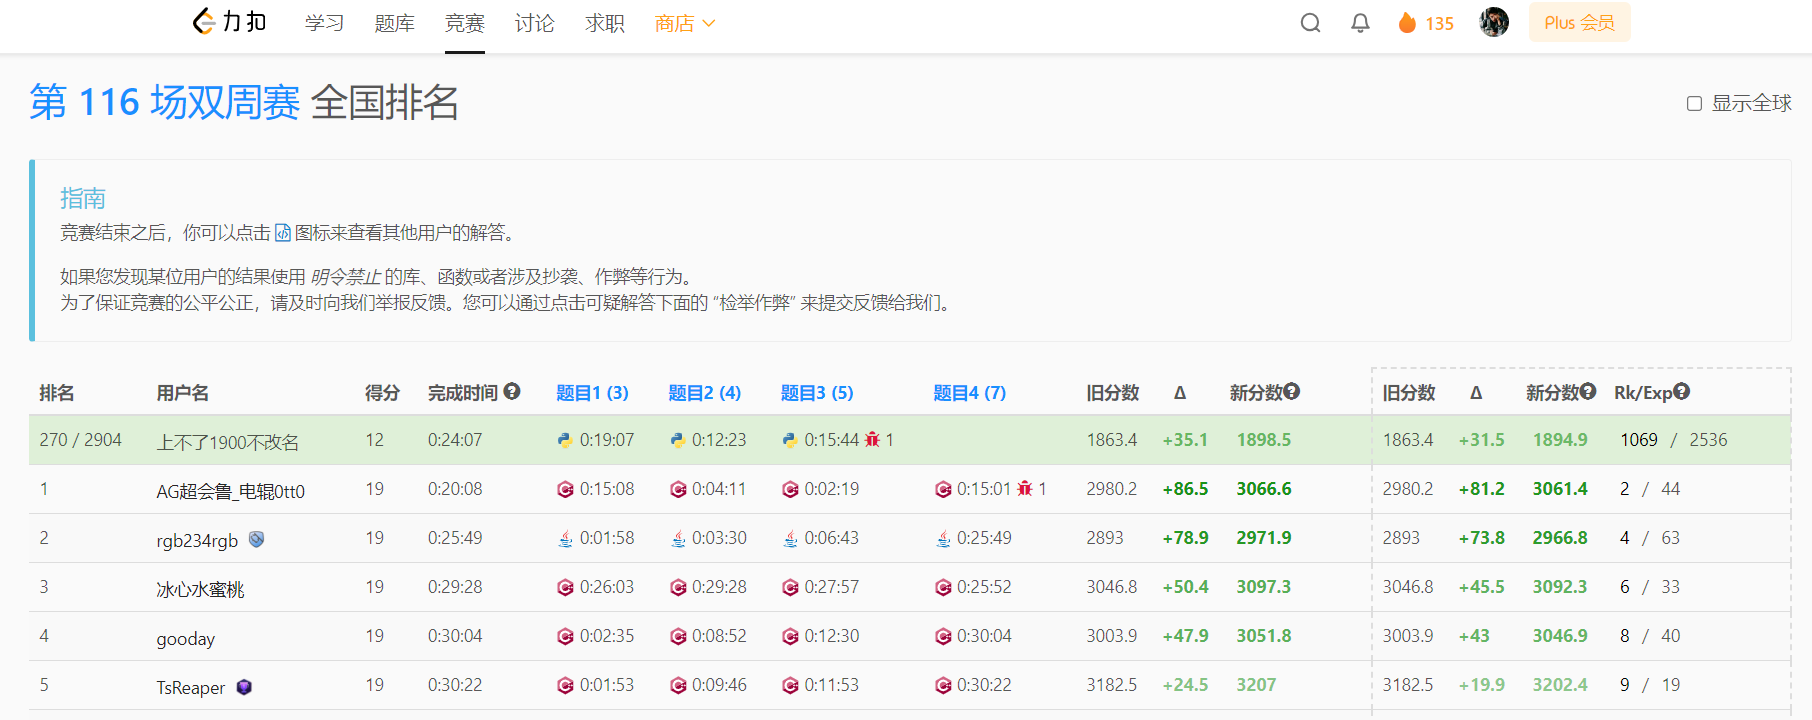 力扣 学习 题库 竞赛 讨论 求职 商店 135 Plus 会员
第 116 场双周赛 全国排名 显示全球
指南
竞赛结束之后，你可以点击 图标来查看其他用户的解答。
如果您发现某位用户的结果使用 明令禁止 的库、函数或者涉及抄袭、作弊等行为。
为了保证竞赛的公平公正，请及时向我们举报反馈。您可以通过点击可疑解答下面的 “检举作弊” 来提交反馈给我们。
排名 用户名 得分 完成时间 题目1 (3) 题目2 (4) 题目3 (5) 题目4 (7) 旧分数 Δ 新分数 旧分数 Δ 新分数 Rk/Exp
270 / 2904 上不了1900不改名 12 0:24:07 0:19:07 0:12:23 0:15:44 1 1863.4 +35.1 1898.5 1863.4 +31.5 1894.9 1069 / 2536
1 AG超会鲁_电辊0tt0 19 0:20:08 0:15:08 0:04:11 0:02:19 0:15:01 1 2980.2 +86.5 3066.6 2980.2 +81.2 3061.4 2 / 44
2 rgb234rgb 19 0:25:49 0:01:58 0:03:30 0:06:43 0:25:49 2893 +78.9 2971.9 2893 +73.8 2966.8 4 / 63
3 冰心水蜜桃 19 0:29:28 0:26:03 0:29:28 0:27:57 0:25:52 3046.8 +50.4 3097.3 3046.8 +45.5 3092.3 6 / 33
4 gooday 19 0:30:04 0:02:35 0:08:52 0:12:30 0:30:04 3003.9 +47.9 3051.8 3003.9 +43 3046.9 8 / 40
5 TsReaper 19 0:30:22 0:01:53 0:09:46 0:11:53 0:30:22 3182.5 +24.5 3207 3182.5 +19.9 3202.4 9 / 19